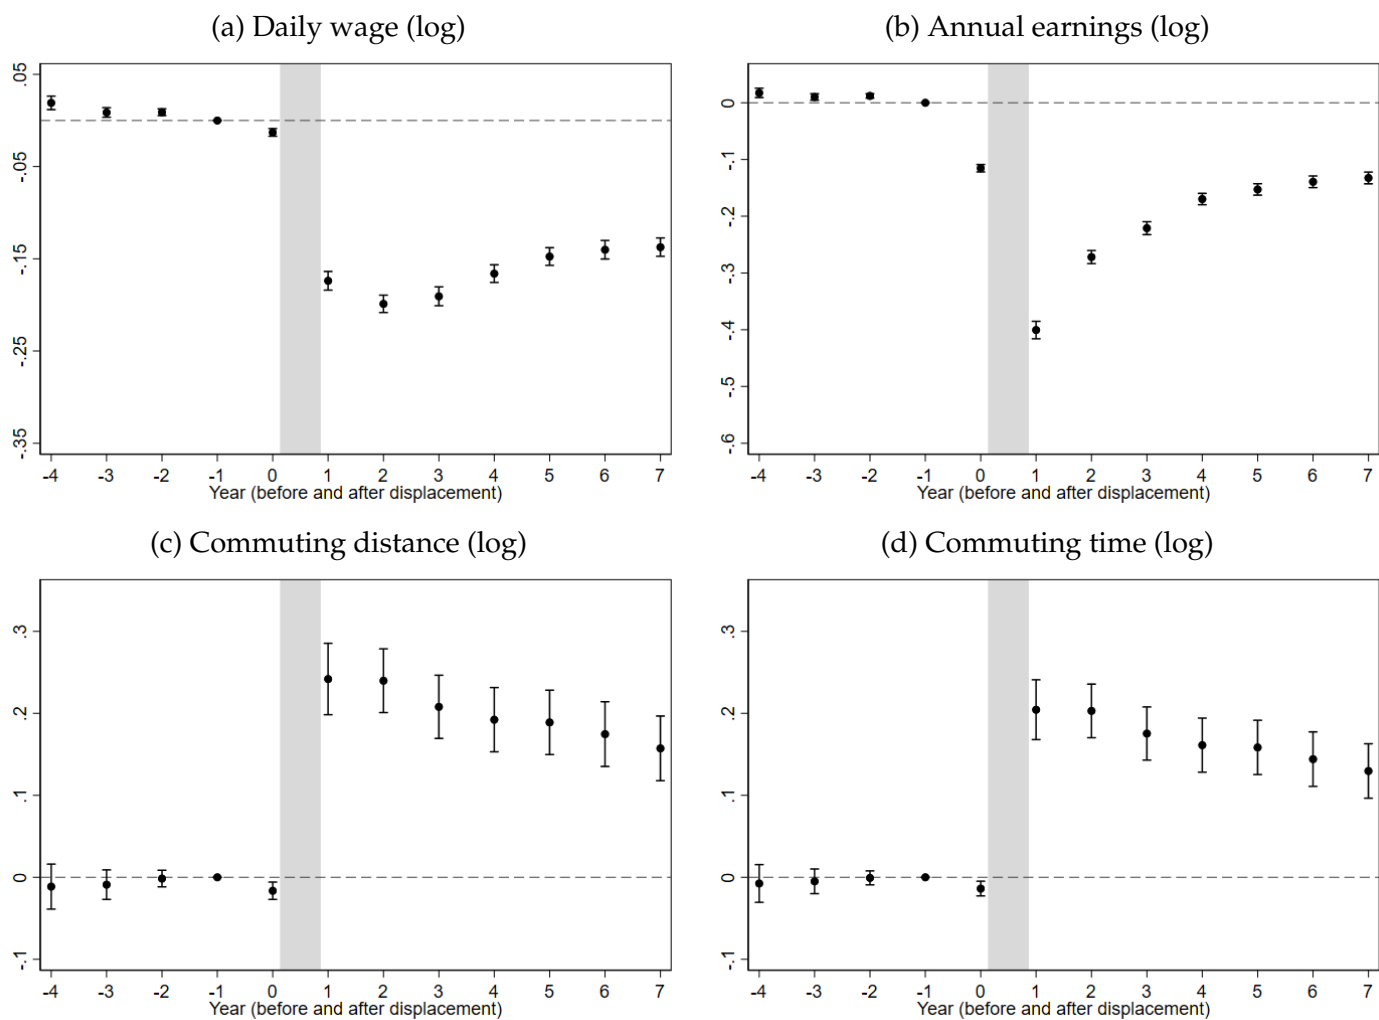 (a) Daily wage (log)
.05
-.05
-.15
-.25
-.35
-4 -3 -2 -1 0 1 2 3 4 5 6 7
Year (before and after displacement)
(b) Annual earnings (log)
0
-.1
-.2
-.3
-.4
-.5
-.6
-4 -3 -2 -1 0 1 2 3 4 5 6 7
Year (before and after displacement)
(c) Commuting distance (log)
.3
.2
.1
0
-.1
-4 -3 -2 -1 0 1 2 3 4 5 6 7
Year (before and after displacement)
(d) Commuting time (log)
.3
.2
.1
0
-.1
-4 -3 -2 -1 0 1 2 3 4 5 6 7
Year (before and after displacement)